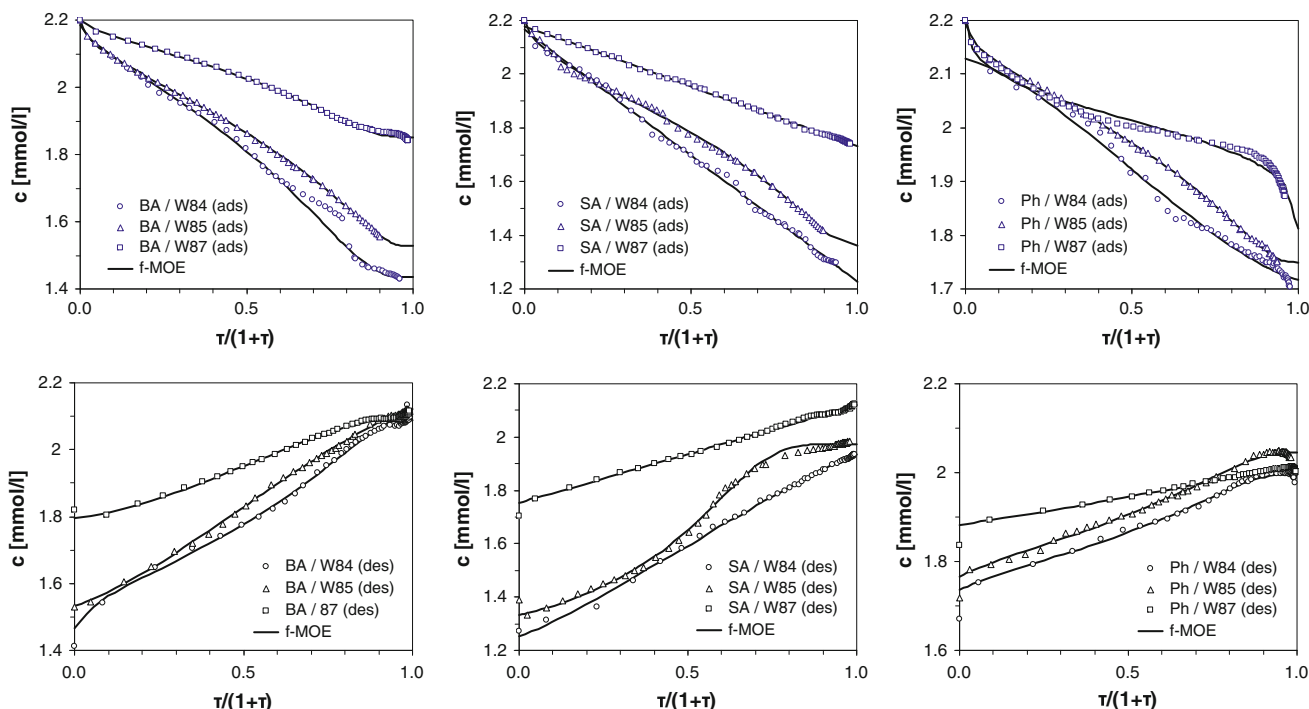 2.2
2
1.8
1.6
1.4
c [mmol/l]
BA / W84 (ads)
BA / W85 (ads)
BA / W87 (ads)
f-MOE
0.0
0.5
1.0
τ/(1+τ)
2.2
2
1.8
1.6
1.4
1.2
c [mmol/l]
SA / W84 (ads)
SA / W85 (ads)
SA / W87 (ads)
f-MOE
0.0
0.5
1.0
τ/(1+τ)
2.2
2.1
2
1.9
1.8
1.7
c [mmol/l]
Ph / W84 (ads)
Ph / W85 (ads)
Ph / W87 (ads)
f-MOE
0.0
0.5
1.0
τ/(1+τ)
2.2
2
1.8
1.6
1.4
c [mmol/l]
BA / W84 (des)
BA / W85 (des)
BA / 87 (des)
f-MOE
0.0
0.5
1.0
τ/(1+τ)
2.2
2
1.8
1.6
1.4
1.2
c [mmol/l]
SA / W84 (des)
SA / W85 (des)
SA / W87 (des)
f-MOE
0.0
0.5
1.0
τ/(1+τ)
2.2
2
1.8
1.6
c [mmol/l]
Ph / W84 (des)
Ph / W85 (des)
Ph / W87 (des)
f-MOE
0.0
0.5
1.0
τ/(1+τ)